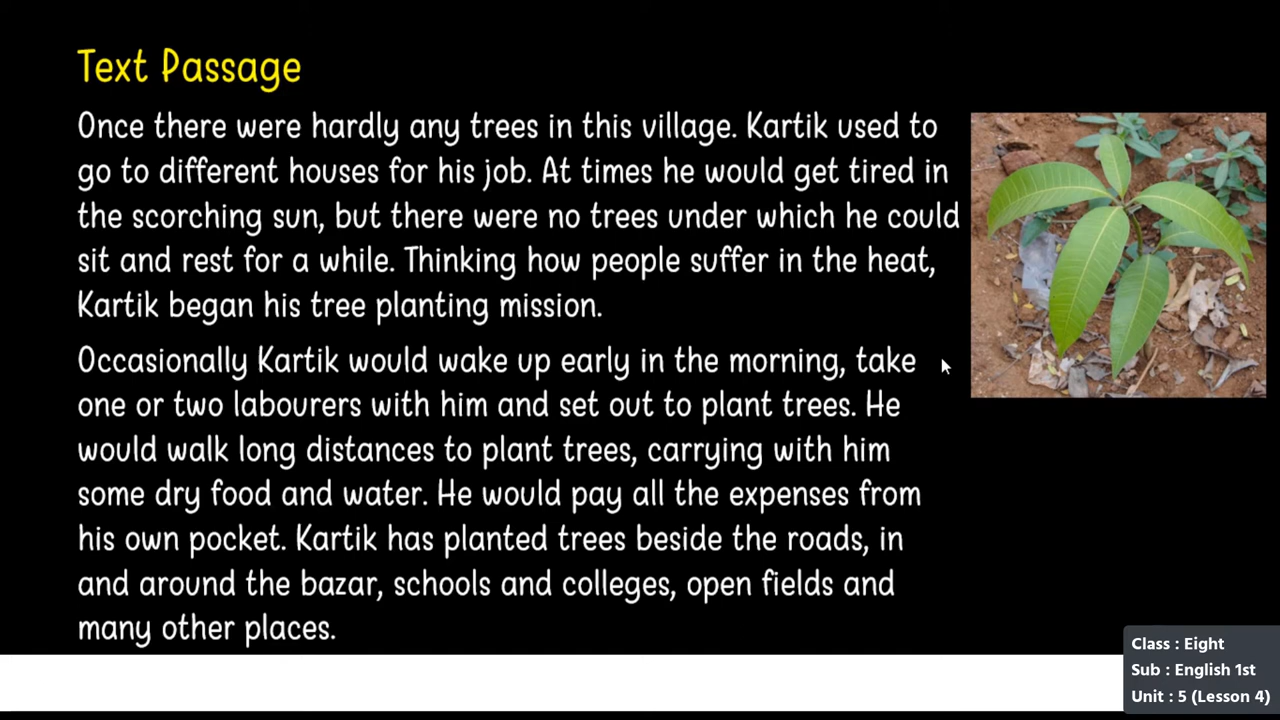 Text Passage
Once there were hardly any trees in this village. Kartik used to
go to different houses for his job. At times he would get tired in
the scorching sun, but there were no trees under which he could
sit and rest for a while. Thinking how people suffer in the heat,
Kartik began his tree planting mission.
Occasionally Kartik would wake up early in the morning, take
one or two labourers with him and set out to plant trees. He
would walk long distances to plant trees, carrying with him
some dry food and water. He would pay all the expenses from
his own pocket. Kartik has planted trees beside the roads, in
and around the bazar, schools and colleges, open fields and
many other places.
Class : Eight
Sub : English 1st
Unit : 5 (Lesson 4)